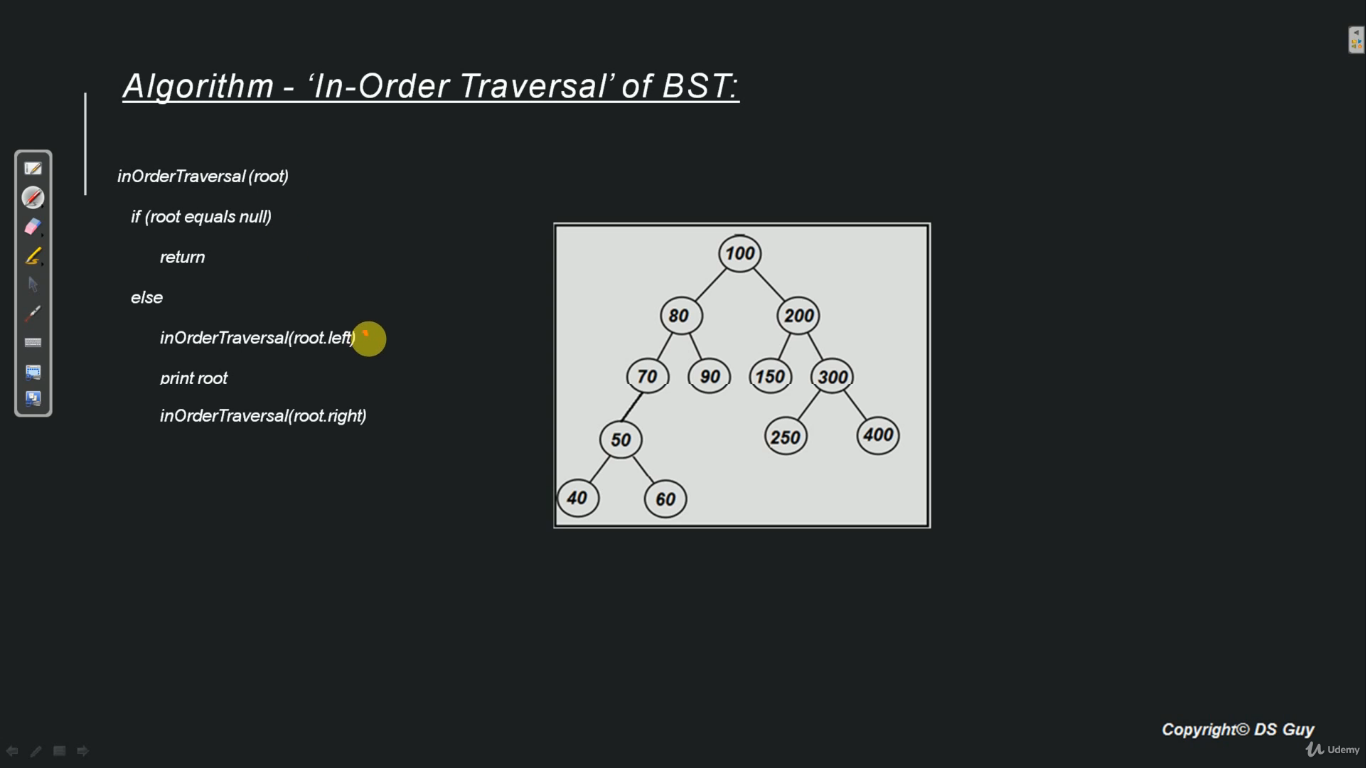 Algorithm - ‘In-Order Traversal’ of BST:
inOrderTraversal (root)
if (root equals null)
return
else
inOrderTraversal(root.left)
print root
inOrderTraversal(root.right)
100
80 200
70 90 150 300
50 250 400
40 60
Copyright© DS Guy
Udemy